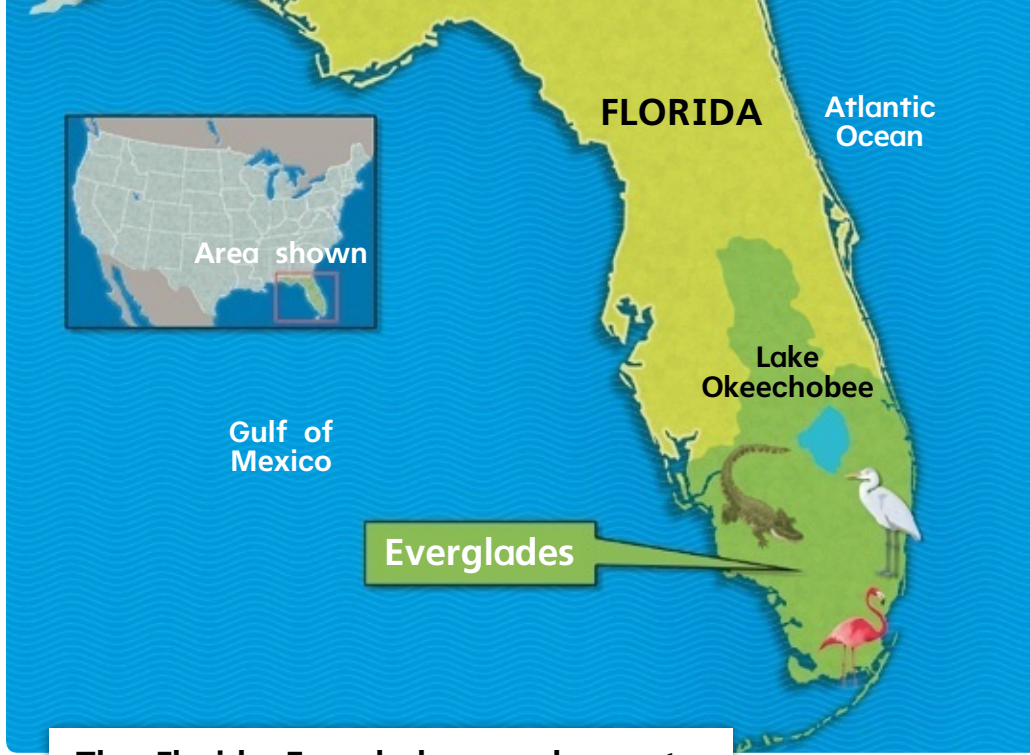 FLORIDA
Atlantic
Ocean
Area shown
Lake
Okeechobee
Gulf of
Mexico
Everglades